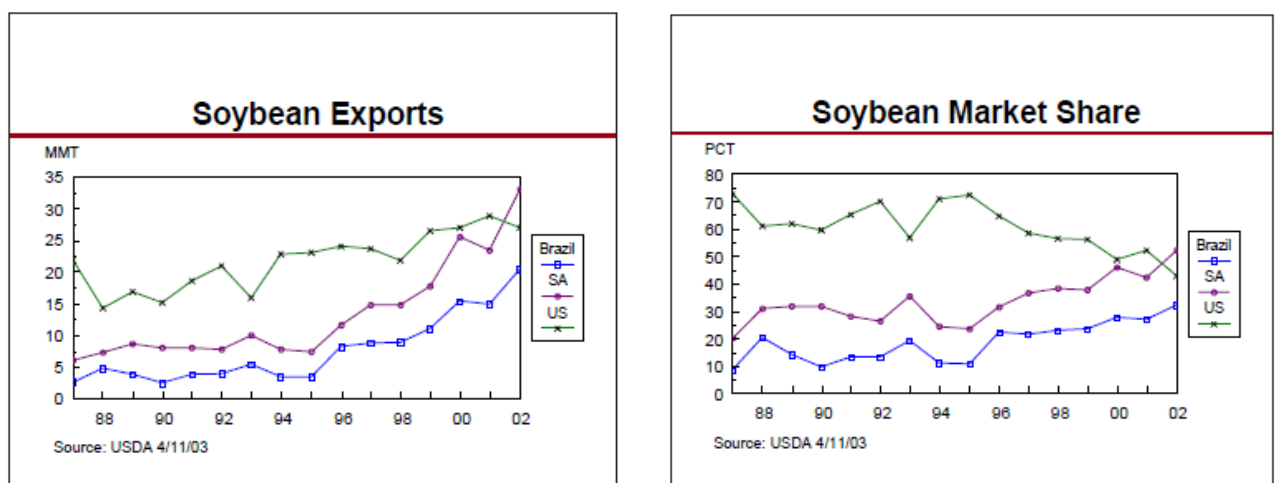 Soybean Exports
MMT
35
30
25
20
15
10
5
0
88 90 92 94 96 98 00 02
Brazil
SA
US
Source: USDA 4/11/03
Soybean Market Share
PCT
80
70
60
50
40
30
20
10
0
88 90 92 94 96 98 00 02
Brazil
SA
US
Source: USDA 4/11/03